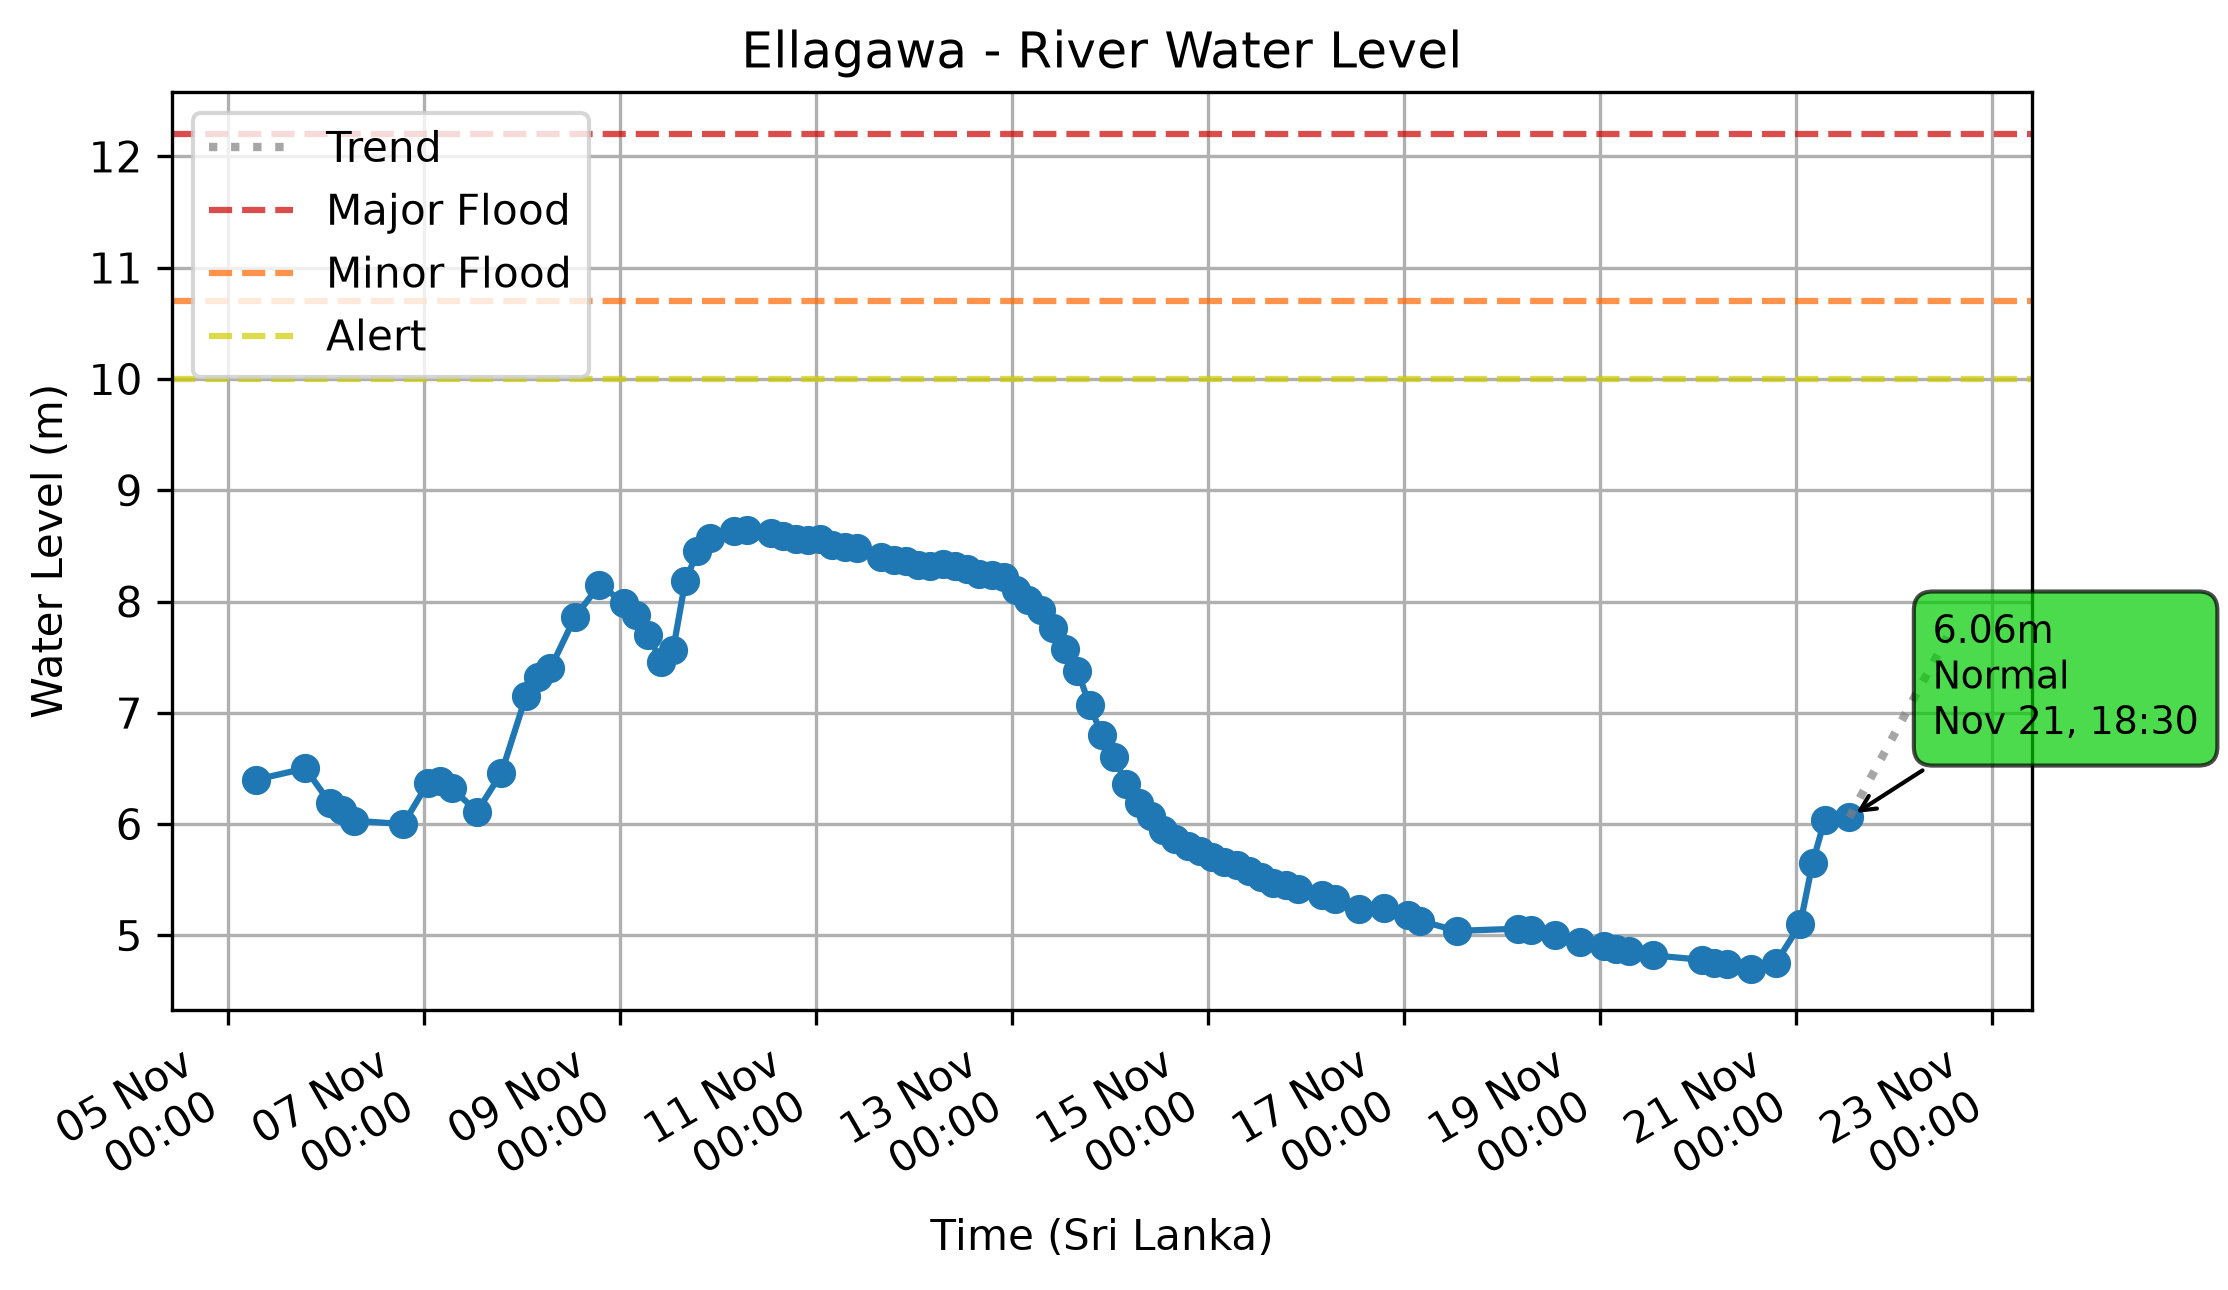 Ellagawa - River Water Level
Trend
Major Flood
Minor Flood
Alert
12
11
10
9
8
7
6
5
Water Level (m)
6.06m
Normal
Nov 21, 18:30
05 Nov
00:00
07 Nov
00:00
09 Nov
00:00
11 Nov
00:00
13 Nov
00:00
15 Nov
00:00
17 Nov
00:00
19 Nov
00:00
21 Nov
00:00
23 Nov
00:00
Time (Sri Lanka)